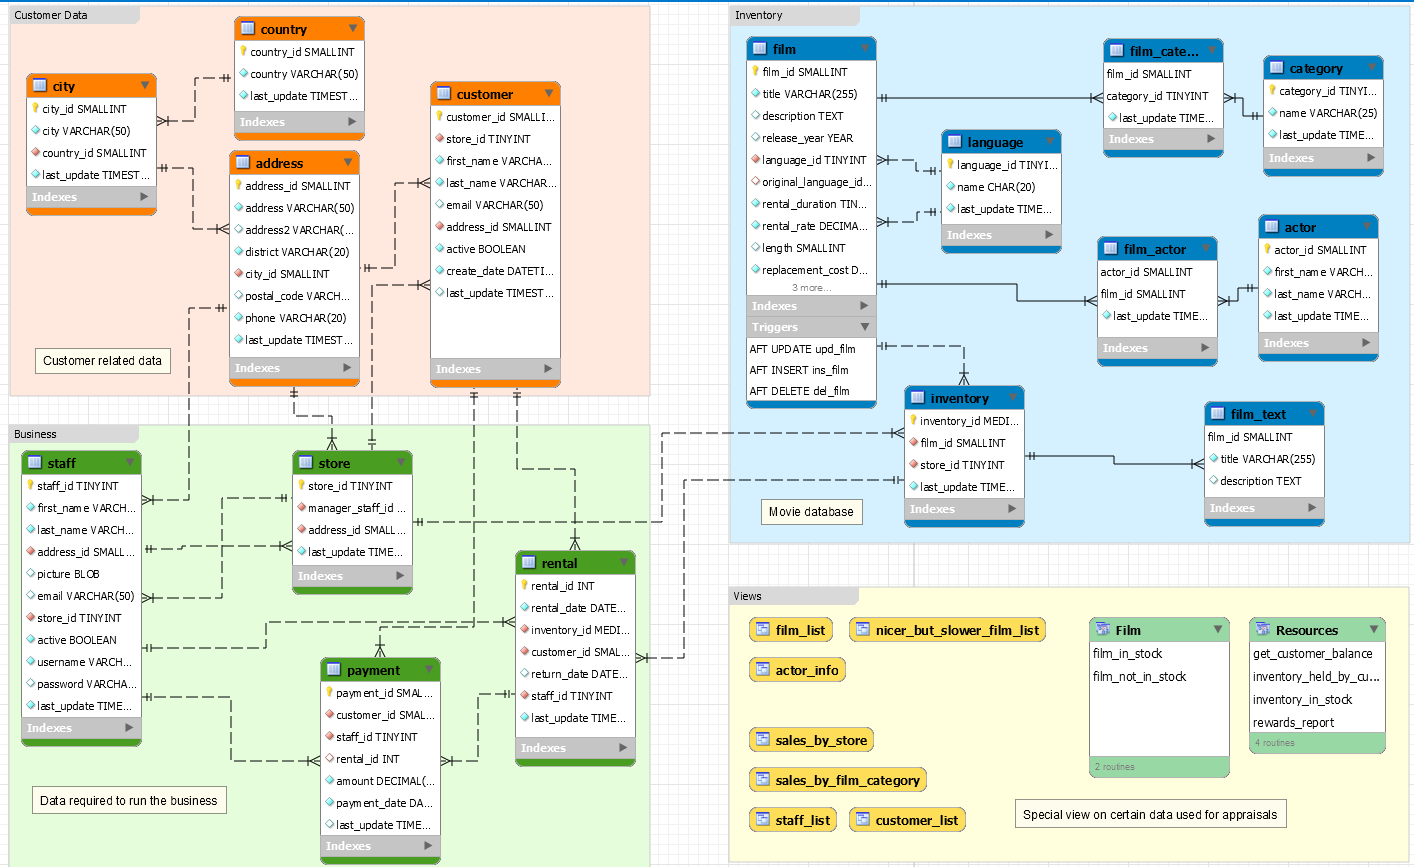 Customer Data
country
country_id SMALLINT
country VARCHAR(50)
last_update TIMEST...
Indexes
city
city_id SMALLINT
city VARCHAR(50)
country_id SMALLINT
last_update TIMEST...
Indexes
address
address_id SMALLINT
address VARCHAR(50)
address2 VARCHAR(...
district VARCHAR(20)
city_id SMALLINT
postal_code VARCH...
phone VARCHAR(20)
last_update TIMEST...
Indexes
customer
customer_id SMALLI...
store_id TINYINT
first_name VARCHA...
last_name VARCHAR...
email VARCHAR(50)
address_id SMALLINT
active BOOLEAN
create_date DATETI...
last_update TIMEST...
Indexes
Customer related data
Business
staff
staff_id TINYINT
first_name VARCH...
last_name VARCH...
address_id SMALL...
picture BLOB
email VARCHAR(50)
store_id TINYINT
active BOOLEAN
username VARCH...
password VARCHA...
last_update TIME...
Indexes
store
store_id TINYINT
manager_staff_id ...
address_id SMALL...
last_update TIME...
Indexes
rental
rental_id INT
rental_date DATE...
inventory_id MEDI...
customer_id SMAL...
return_date DATE...
staff_id TINYINT
last_update TIME...
Indexes
payment
payment_id SMAL...
customer_id SMAL...
staff_id TINYINT
rental_id INT
amount DECIMAL(...
payment_date DA...
last_update TIME...
Indexes
Data required to run the business
Inventory
film
film_id SMALLINT
title VARCHAR(255)
description TEXT
release_year YEAR
language_id TINYINT
original_language_id...
rental_duration TIN...
rental_rate DECIMA...
length SMALLINT
replacement_cost D...
3 more...
Indexes
Triggers
AFT UPDATE upd_film
AFT INSERT ins_film
AFT DELETE del_film
film_cate...
film_id SMALLINT
category_id TINYINT
last_update TIME...
Indexes
category
category_id TINYI...
name VARCHAR(25)
last_update TIME...
Indexes
language
language_id TINYI...
name CHAR(20)
last_update TIME...
Indexes
film_actor
actor_id SMALLINT
film_id SMALLINT
last_update TIME...
Indexes
actor
actor_id SMALLINT
first_name VARCH...
last_name VARCH...
last_update TIME...
Indexes
inventory
inventory_id MEDI...
film_id SMALLINT
store_id TINYINT
last_update TIME...
Indexes
film_text
film_id SMALLINT
title VARCHAR(255)
description TEXT
Indexes
Movie database
Views
film_list
nicer_but_slower_film_list
actor_info
sales_by_store
sales_by_film_category
staff_list
customer_list
Film
film_in_stock
film_not_in_stock
2 routines
Resources
get_customer_balance
inventory_held_by_cu...
inventory_in_stock
rewards_report
4 routines
Special view on certain data used for appraisals